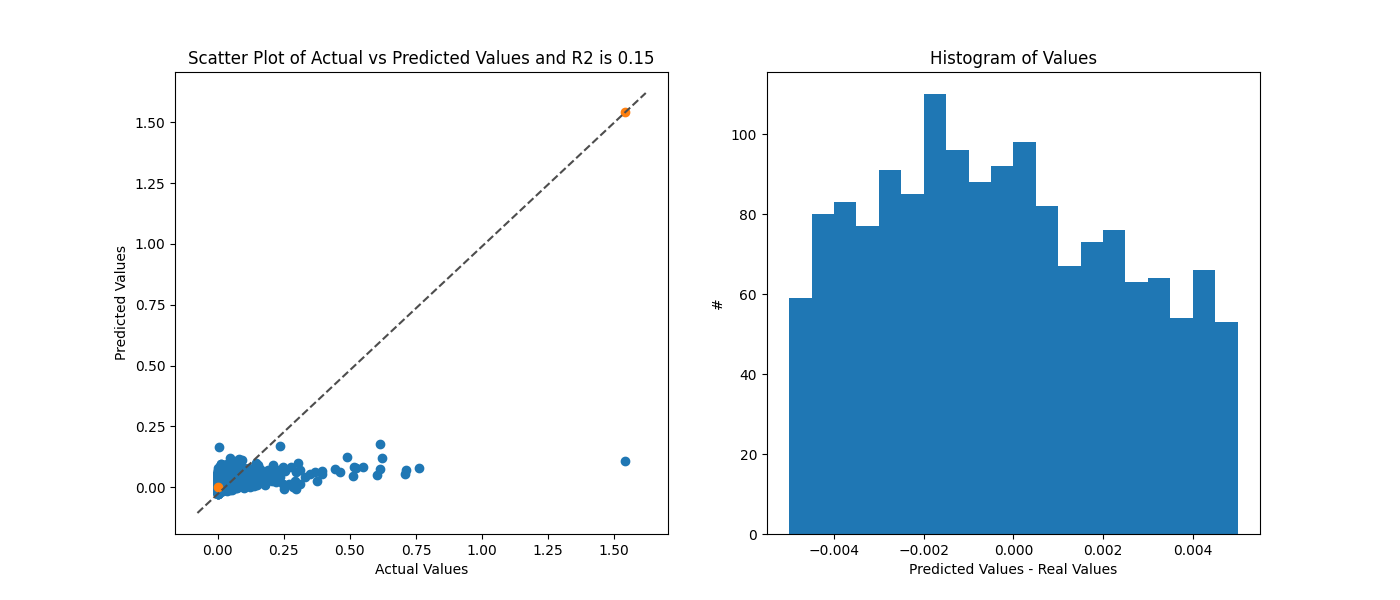 Scatter Plot of Actual vs Predicted Values and R2 is 0.15
Predicted Values
1.50
1.25
1.00
0.75
0.50
0.25
0.00
0.00 0.25 0.50 0.75 1.00 1.25 1.50
Actual Values
Histogram of Values
#
100
80
60
40
20
0
−0.004 −0.002 0.000 0.002 0.004
Predicted Values - Real Values